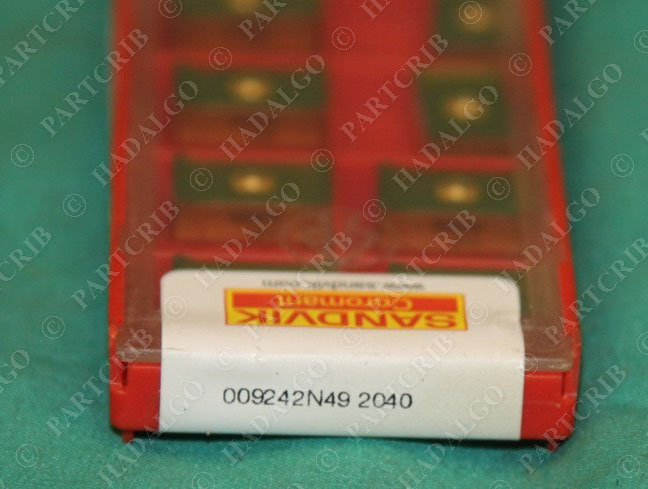 www.sandvik.com
Coromant
SANDVIK
009242N49 2040
© PARTCRIB
© HADALGO